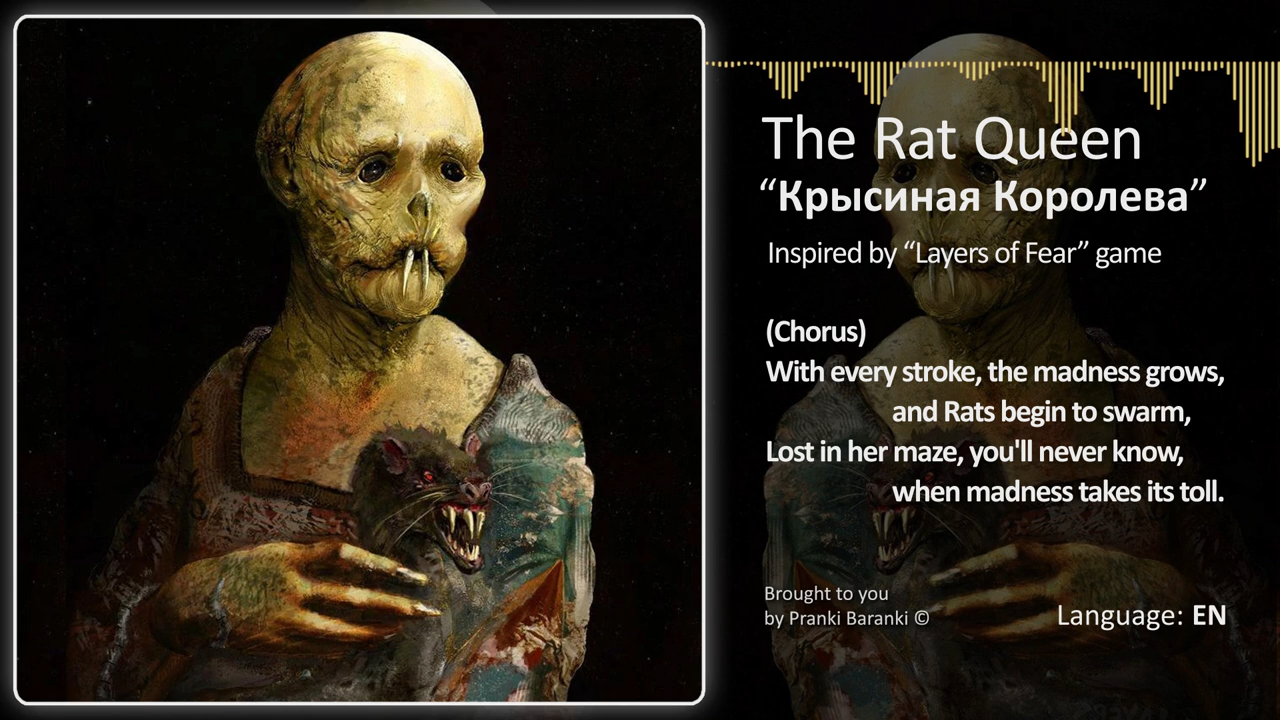 The Rat Queen
“Крысиная Королева”
Inspired by “Layers of Fear” game
(Chorus)
With every stroke, the madness grows,
and Rats begin to swarm,
Lost in her maze, you'll never know,
when madness takes its toll.
Brought to you
by Pranki Baranki ©
Language: EN